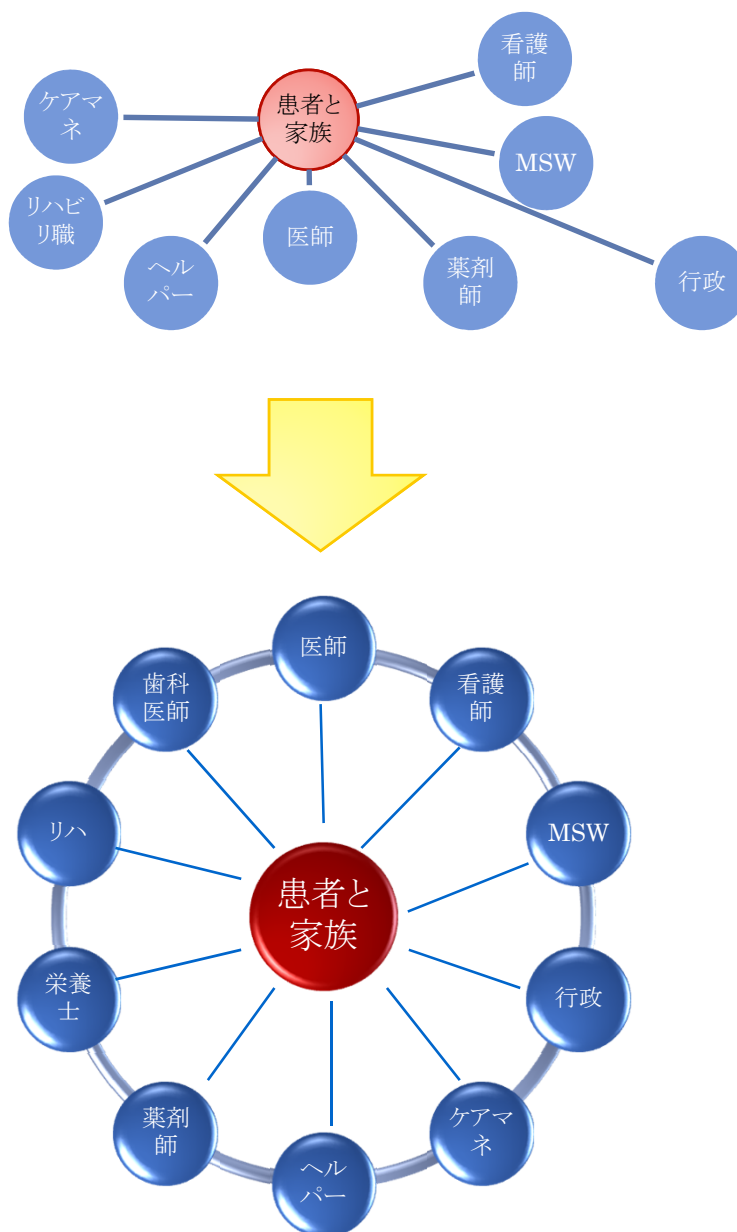 看護
師
ケアマ
ネ
患者と
家族
MSW
リハビ
リ職
医師
ヘル
パー
薬剤
師
行政
医師
歯科
医師
看護
師
リハ
MSW
患者と
家族
栄養
士
行政
薬剤
師
ケアマ
ネ
ヘル
パー